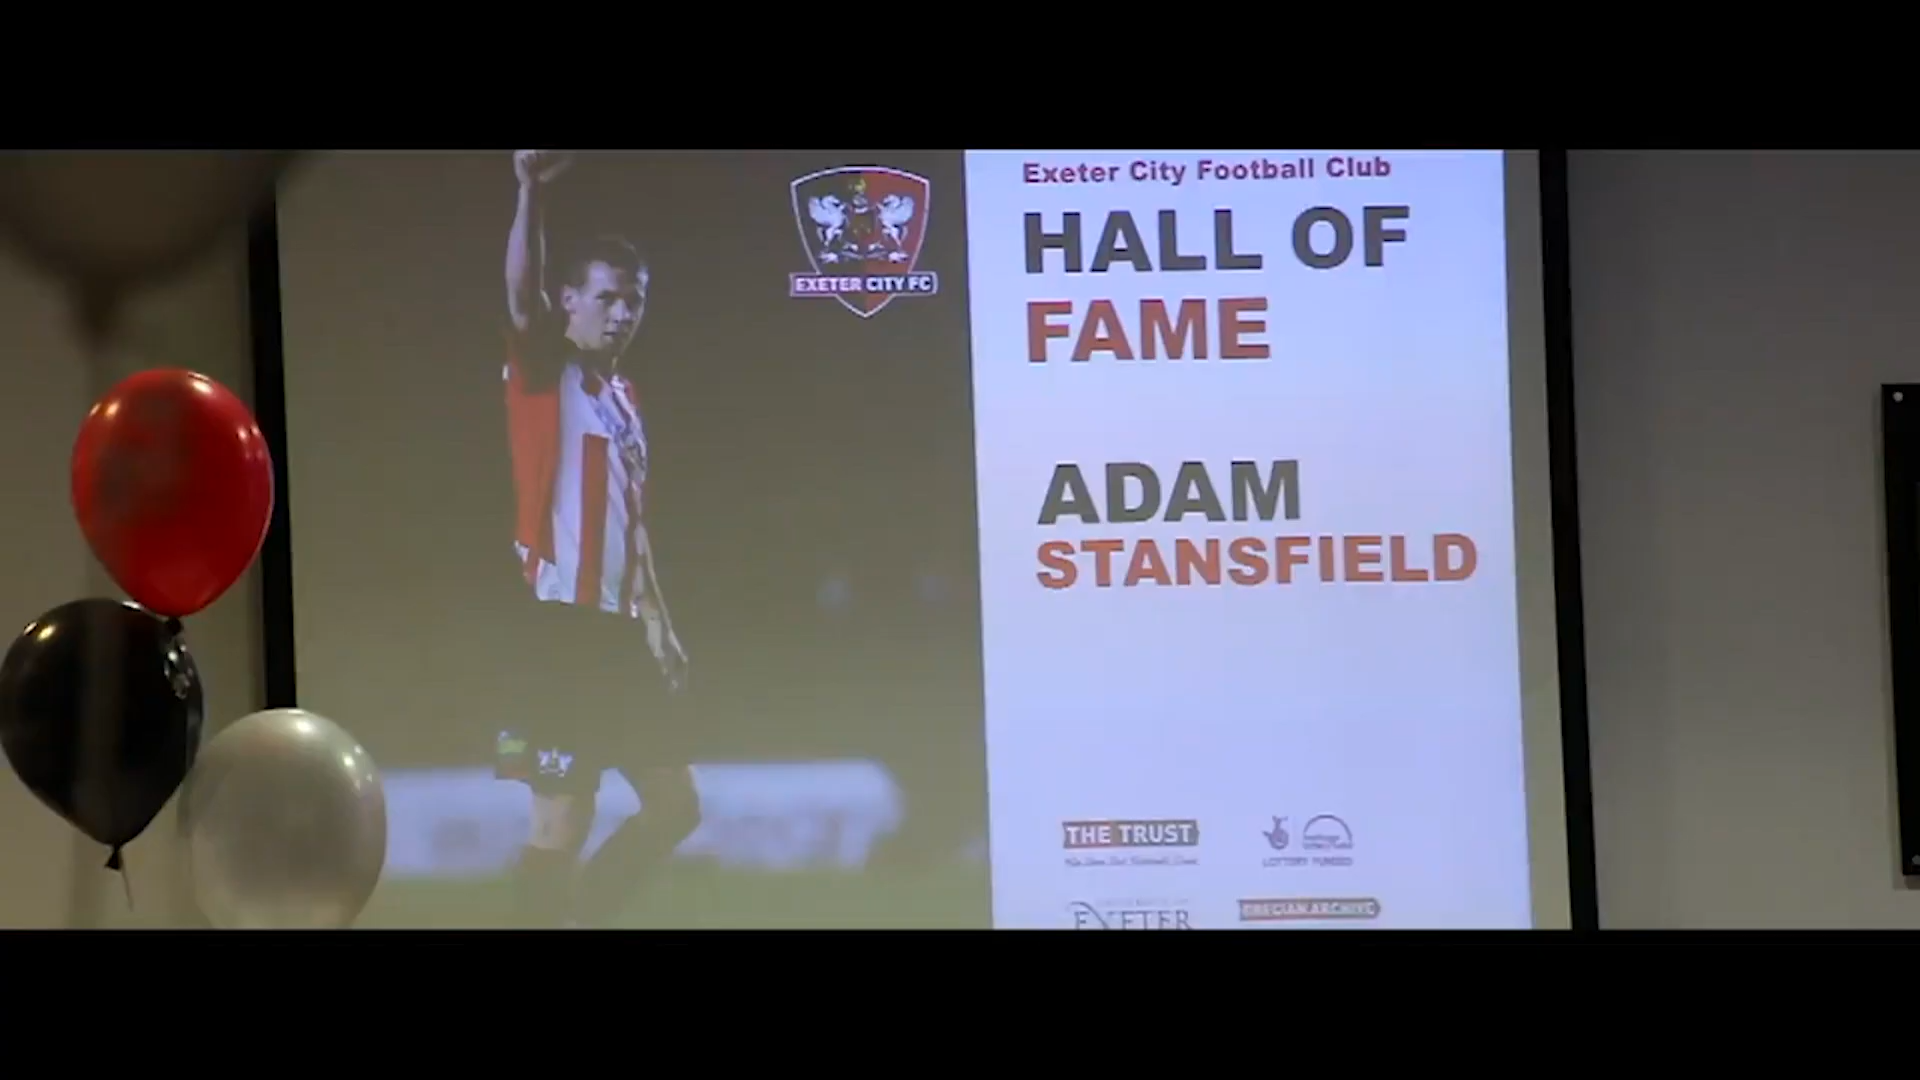 EXETER CITY FC
Exeter City Football Club
HALL OF
FAME
ADAM
STANSFIELD
THE TRUST
LOTTERY FUNDED
EXETER
GRECIAN ARCHIVE